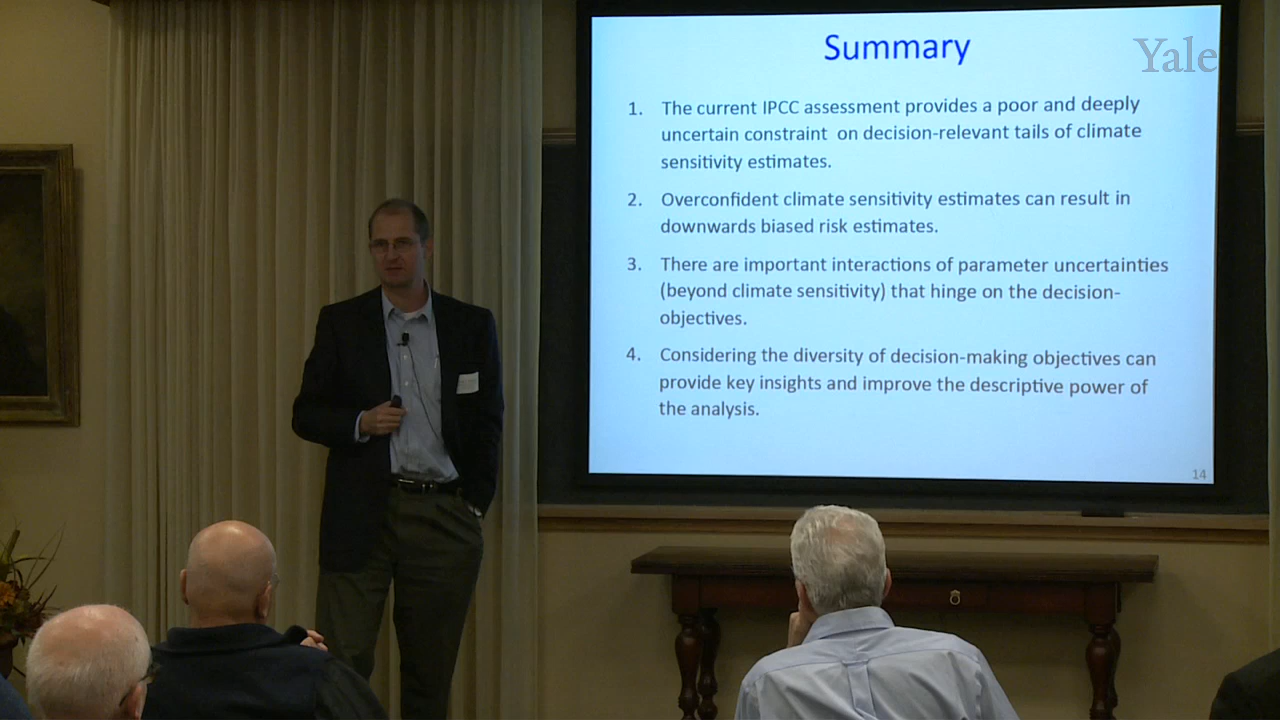 Summary
Yale
1. The current IPCC assessment provides a poor and deeply
uncertain constraint on decision-relevant tails of climate
sensitivity estimates.
2. Overconfident climate sensitivity estimates can result in
downwards biased risk estimates.
3. There are important interactions of parameter uncertainties
(beyond climate sensitivity) that hinge on the decision-
objectives.
4. Considering the diversity of decision-making objectives can
provide key insights and improve the descriptive power of
the analysis.
14